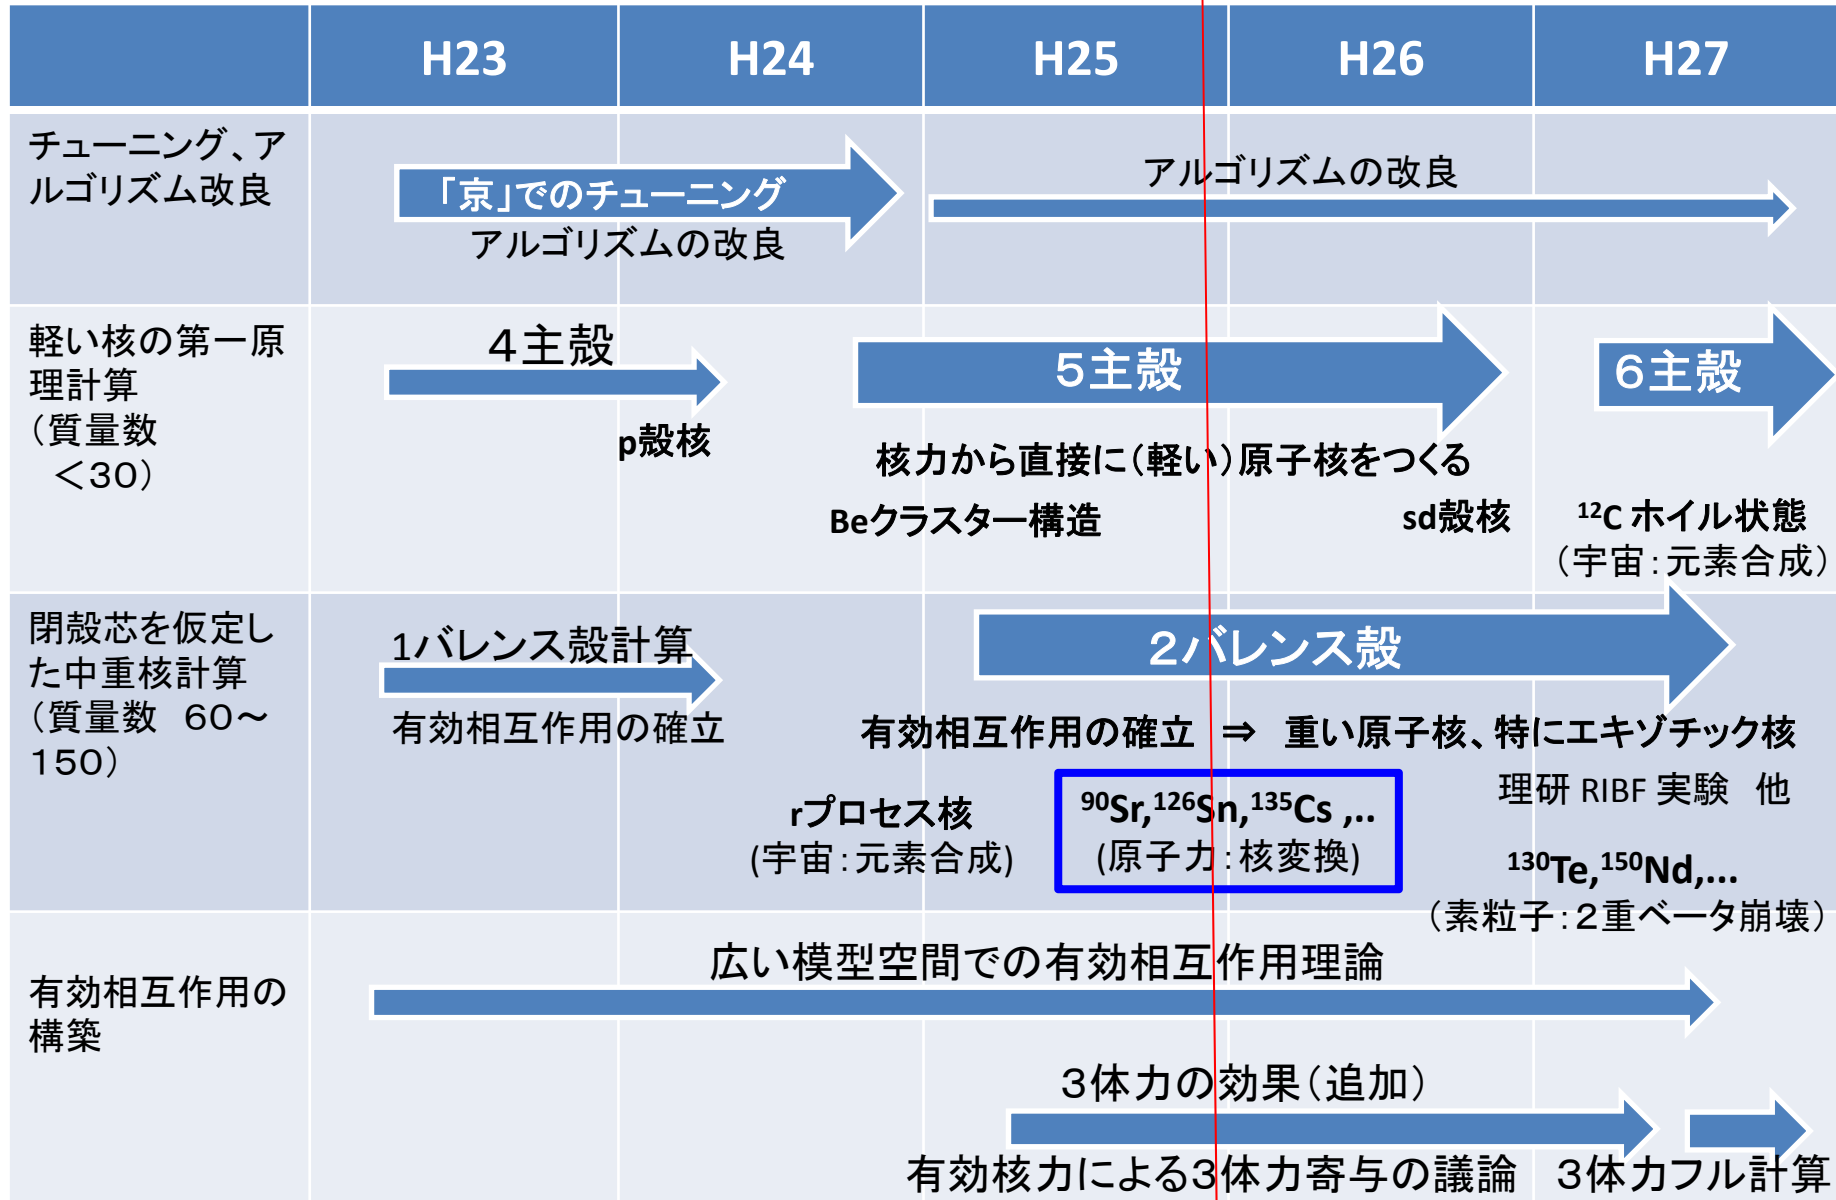 H23 H24 H25 H26 H27
チューニング、ア
ルゴリズム改良
「京」でのチューニング
アルゴリズムの改良
アルゴリズムの改良
軽い核の第一原
理計算
（質量数
＜３０）
４主殻
p殻核
５主殻
６主殻
核力から直接に（軽い）原子核をつくる
Beクラスター構造
sd殻核
¹²C ホイル状態
（宇宙：元素合成）
閉殻芯を仮定し
た中重核計算
（質量数　６０～
１５０）
1バレンス殻計算
有効相互作用の確立
２バレンス殻
有効相互作用の確立　⇒　重い原子核、特にエキゾチック核
理研 RIBF 実験　他
rプロセス核
(宇宙：元素合成)
⁹⁰Sr,¹²⁶Sn,¹³⁵Cs ,..
(原子力：核変換)
¹³⁰Te,¹⁵⁰Nd,...
（素粒子：２重ベータ崩壊）
有効相互作用の
構築
広い模型空間での有効相互作用理論
３体力の効果（追加）
有効核力による３体力寄与の議論
３体力フル計算